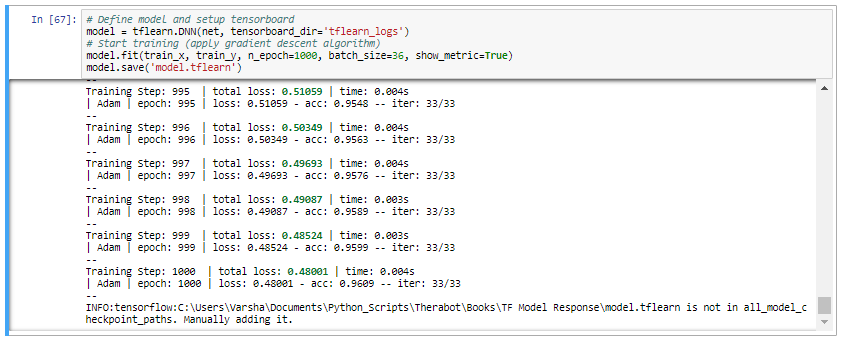 In [67]: # Define model and setup tensorboard
model = tflearn.DNN(net, tensorboard_dir='tflearn_logs')
# Start training (apply gradient descent algorithm)
model.fit(train_x, train_y, n_epoch=1000, batch_size=36, show_metric=True)
model.save('model.tflearn')
--
Training Step: 995  | total loss: 0.51059 | time: 0.004s
| Adam | epoch: 995 | loss: 0.51059 - acc: 0.9548 -- iter: 33/33
--
Training Step: 996  | total loss: 0.50349 | time: 0.004s
| Adam | epoch: 996 | loss: 0.50349 - acc: 0.9563 -- iter: 33/33
--
Training Step: 997  | total loss: 0.49693 | time: 0.004s
| Adam | epoch: 997 | loss: 0.49693 - acc: 0.9576 -- iter: 33/33
--
Training Step: 998  | total loss: 0.49087 | time: 0.003s
| Adam | epoch: 998 | loss: 0.49087 - acc: 0.9589 -- iter: 33/33
--
Training Step: 999  | total loss: 0.48524 | time: 0.003s
| Adam | epoch: 999 | loss: 0.48524 - acc: 0.9599 -- iter: 33/33
--
Training Step: 1000  | total loss: 0.48001 | time: 0.004s
| Adam | epoch: 1000 | loss: 0.48001 - acc: 0.9609 -- iter: 33/33
--
INFO:tensorflow:C:\Users\Varsha\Documents\Python_Scripts\Therabot\Books\TF Model Response\model.tflearn is not in all_model_c
heckpoint_paths. Manually adding it.